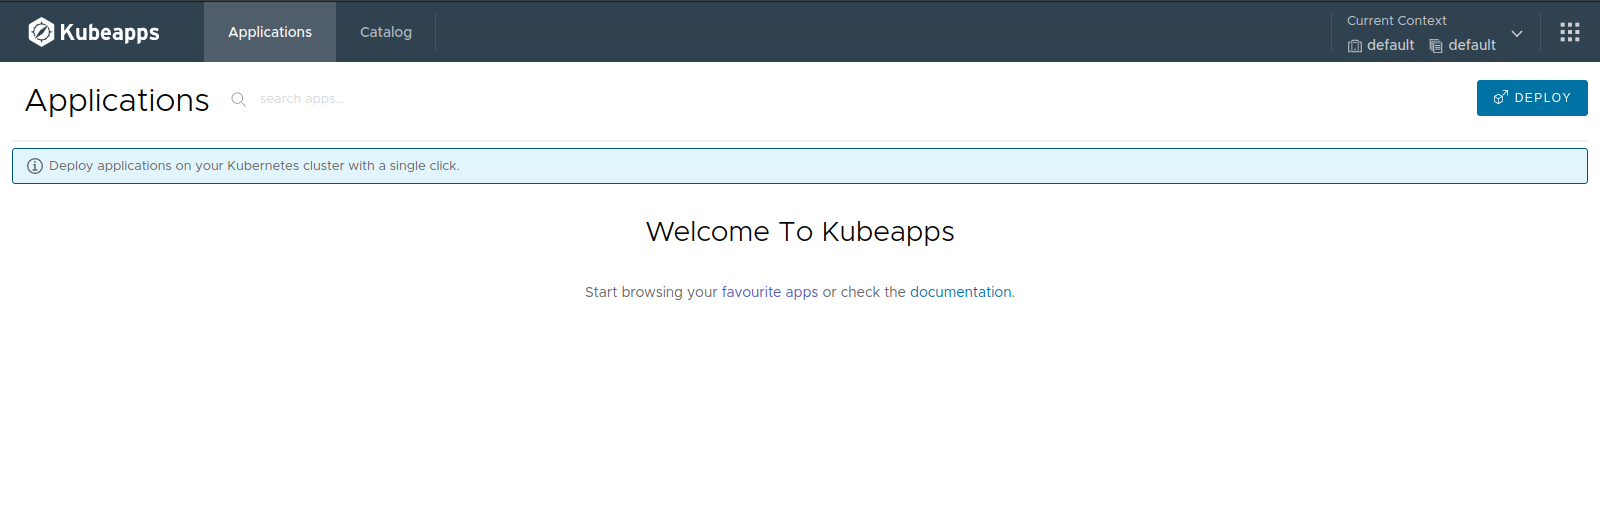 Kubeapps
Applications
Catalog
Current Context
default default
Applications
search apps...
DEPLOY
Deploy applications on your Kubernetes cluster with a single click.
Welcome To Kubeapps
Start browsing your favourite apps or check the documentation.